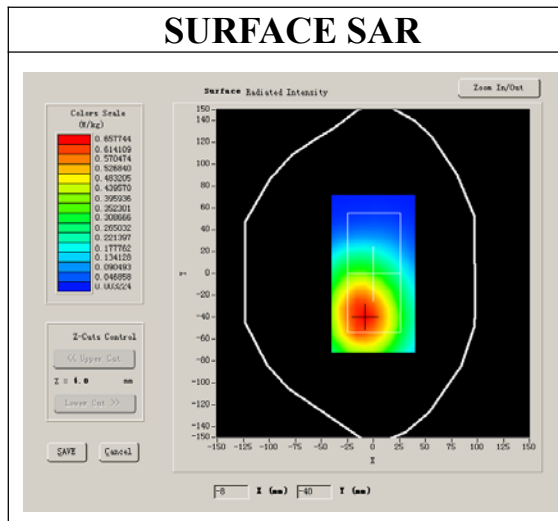 SURFACE SAR
Surface Radiated Intensity
Zoom In/Out
Colors Scale
(W/kg)
0.657744
0.614109
0.570474
0.526840
0.483205
0.439570
0.395936
0.352301
0.308666
0.265032
0.221397
0.177762
0.134128
0.090493
0.046858
0.003224
150
140
120
100
80
60
40
20
0
-20
-40
-60
-80
-100
-120
-140
-150
Y
-150 -125 -100 -75 -50 -25 0 25 50 75 100 125 150
X
Z-Cuts Control
<< Upper Cut
Z = 4.0 mm
Lower Cut >>
SAVE Cancel
-8 X (mm) -40 Y (mm)